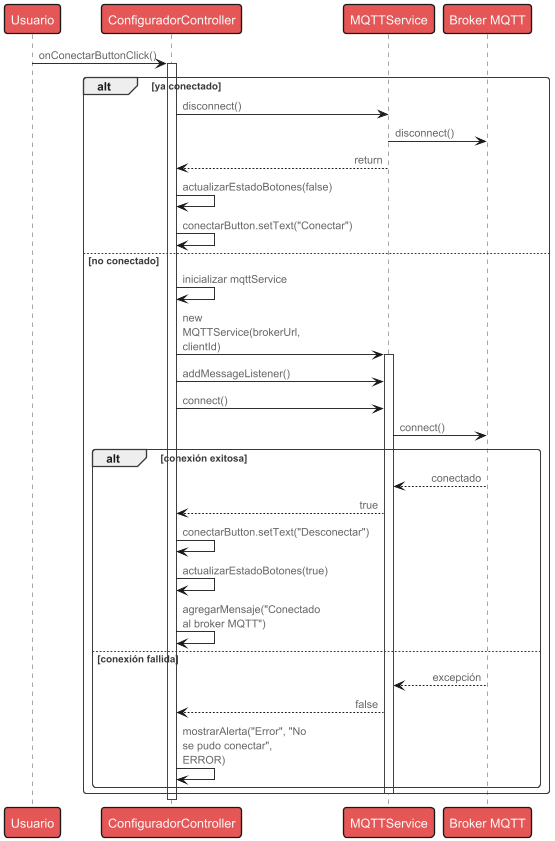 Usuario
ConfiguradorController
MQTTService
Broker MQTT
onConectarButtonClick()
alt
[ya conectado]
disconnect()
disconnect()
return
actualizarEstadoBotones(false)
conectarButton.setText("Conectar")
[no conectado]
inicializar mqttService
new
MQTTService(brokerUrl,
clientId)
addMessageListener()
connect()
connect()
alt
[conexión exitosa]
conectado
true
conectarButton.setText("Desconectar")
actualizarEstadoBotones(true)
agregarMensaje("Conectado
al broker MQTT")
[conexión fallida]
excepción
false
mostrarAlerta("Error", "No
se pudo conectar",
ERROR)
Usuario
ConfiguradorController
MQTTService
Broker MQTT